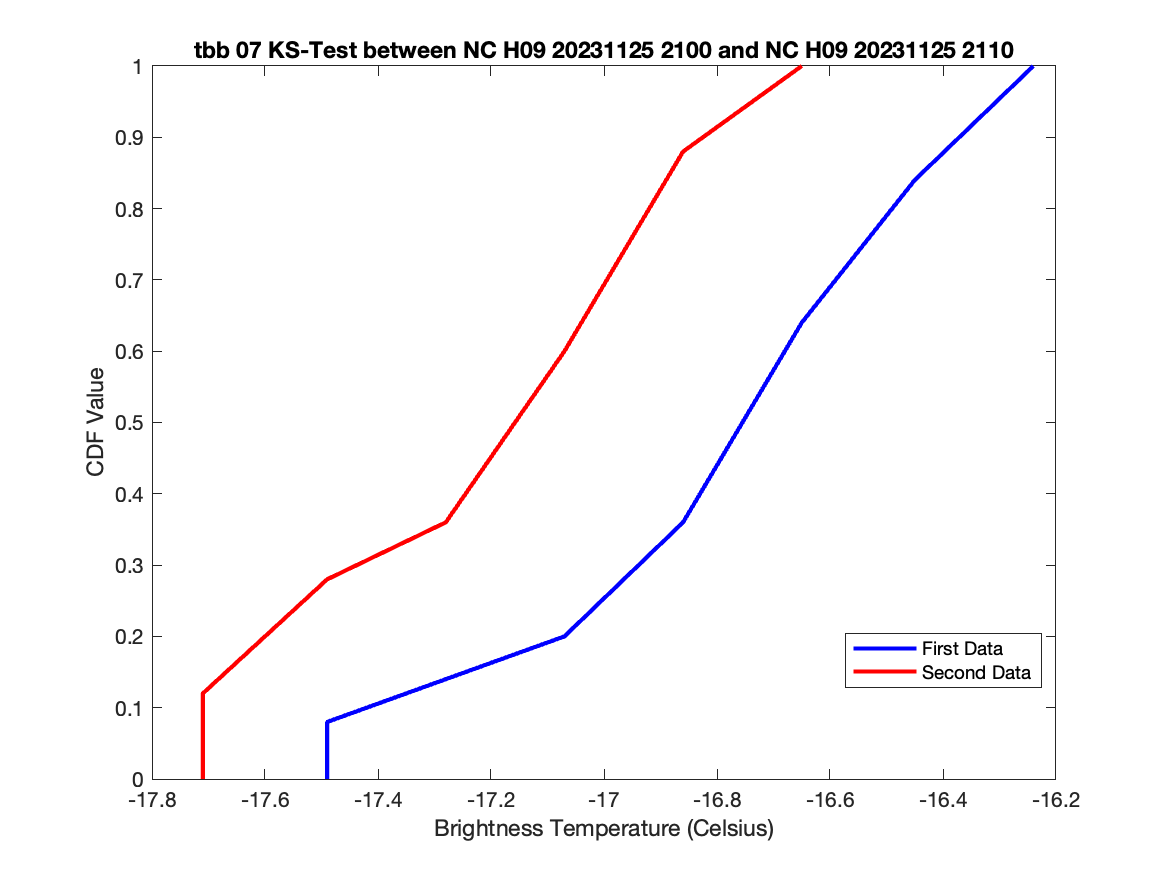 tbb 07 KS-Test between NC H09 20231125 2100 and NC H09 20231125 2110
1
0.9
0.8
0.7
0.6
0.5
0.4
0.3
0.2
0.1
0
CDF Value
First Data
Second Data
-17.8 -17.6 -17.4 -17.2 -17 -16.8 -16.6 -16.4 -16.2
Brightness Temperature (Celsius)